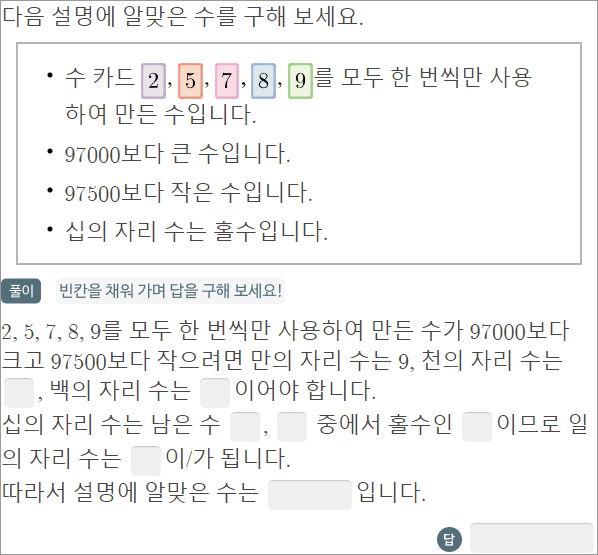 다음 설명에 알맞은 수를 구해 보세요.
• 수 카드 2, 5, 7, 8, 9를 모두 한 번씩만 사용
하여 만든 수입니다.
• 97000보다 큰 수입니다.
• 97500보다 작은 수입니다.
• 십의 자리 수는 홀수입니다.
풀이 빈칸을 채워 가며 답을 구해 보세요!
2, 5, 7, 8, 9를 모두 한 번씩만 사용하여 만든 수가 97000보다
크고 97500보다 작으려면 만의 자리 수는 9, 천의 자리 수는
, 백의 자리 수는 이어야 합니다.
십의 자리 수는 남은 수 , 중에서 홀수인 이므로 일
의 자리 수는 이/가 됩니다.
따라서 설명에 알맞은 수는 입니다.
답